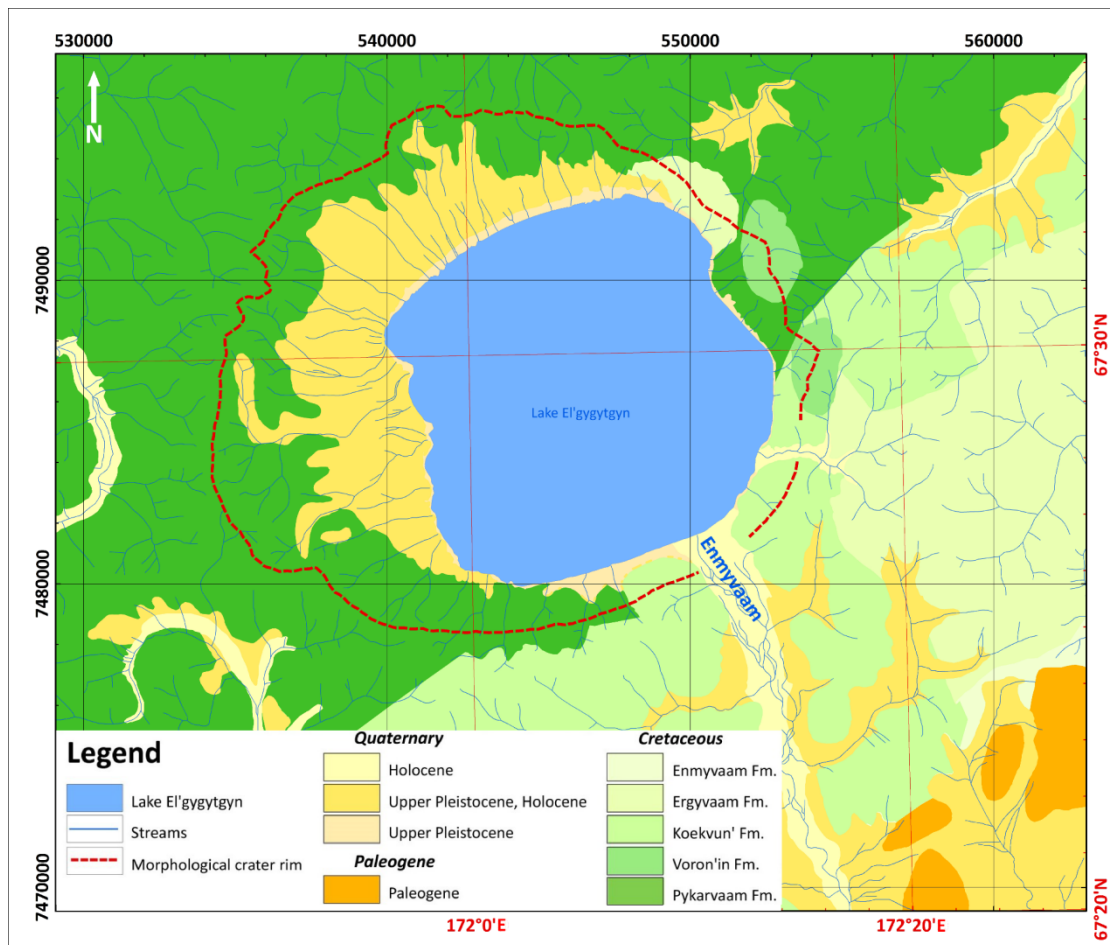 530000 540000 550000 560000
N
7490000
67°30'N
Lake El'gygytgyn
Enmyvaam
7480000
Legend
Lake El'gygytgyn
Streams
Morphological crater rim
Quaternary
Holocene
Upper Pleistocene, Holocene
Upper Pleistocene
Paleogene
Paleogene
Cretaceous
Enmyvaam Fm.
Ergyvaam Fm.
Koekvun' Fm.
Voron'in Fm.
Pykarvaam Fm.
7470000
67°20'N
172°0'E 172°20'E